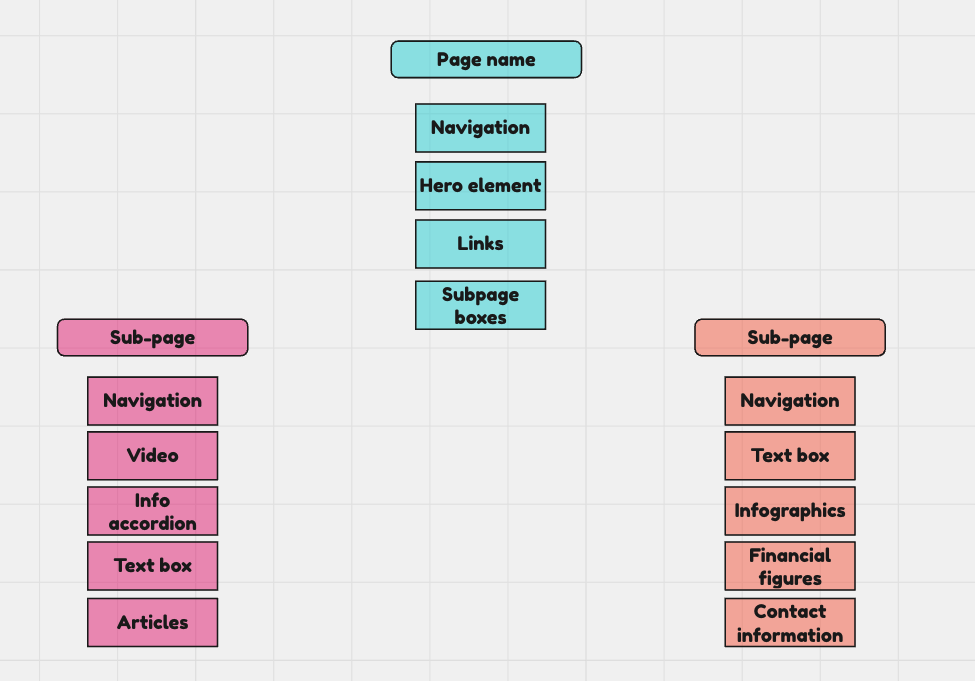 Page name
Navigation
Hero element
Links
Subpage
boxes
Sub-page
Navigation
Video
Info
accordion
Text box
Articles
Sub-page
Navigation
Text box
Infographics
Financial
figures
Contact
information